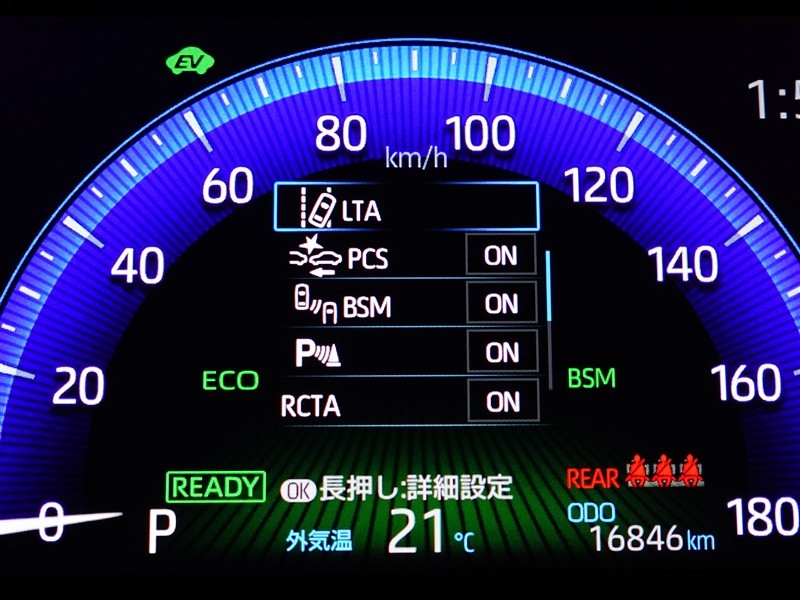 EV
1:5
80
100
km/h
60
120
LTA
40
PCS ON
140
BSM ON
P ON
20
ECO
BSM
160
RCTA ON
READY
OK 長押し:詳細設定
REAR
0
P
外気温 21℃
ODO
16846km
180